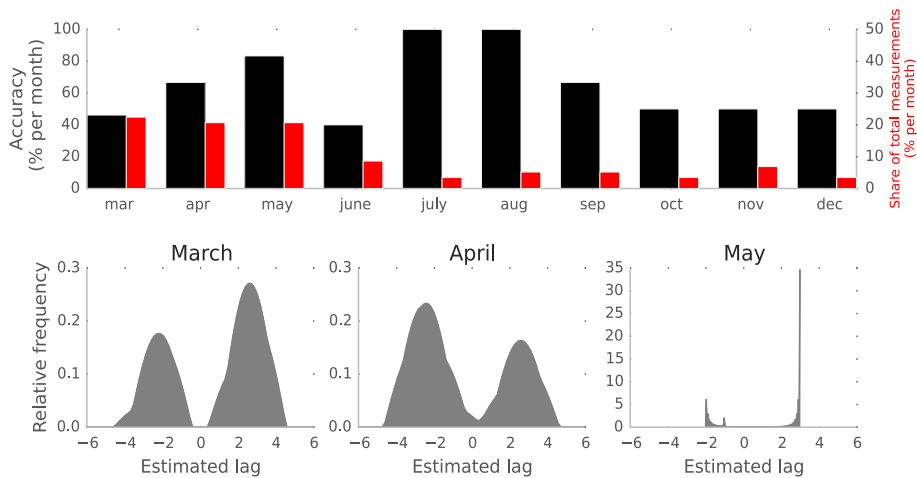 100
80
60
40
20
0
Accuracy
(% per month)
mar apr may june july aug sep oct nov dec
50
40
30
20
10
0
Share of total measurements
(% per month)
March
0.3
0.2
0.1
0.0
Relative frequency
−6 −4 −2 0 2 4 6
Estimated lag
April
0.3
0.2
0.1
0.0
−6 −4 −2 0 2 4 6
Estimated lag
May
35
30
25
20
15
10
5
0
−6 −4 −2 0 2 4 6
Estimated lag